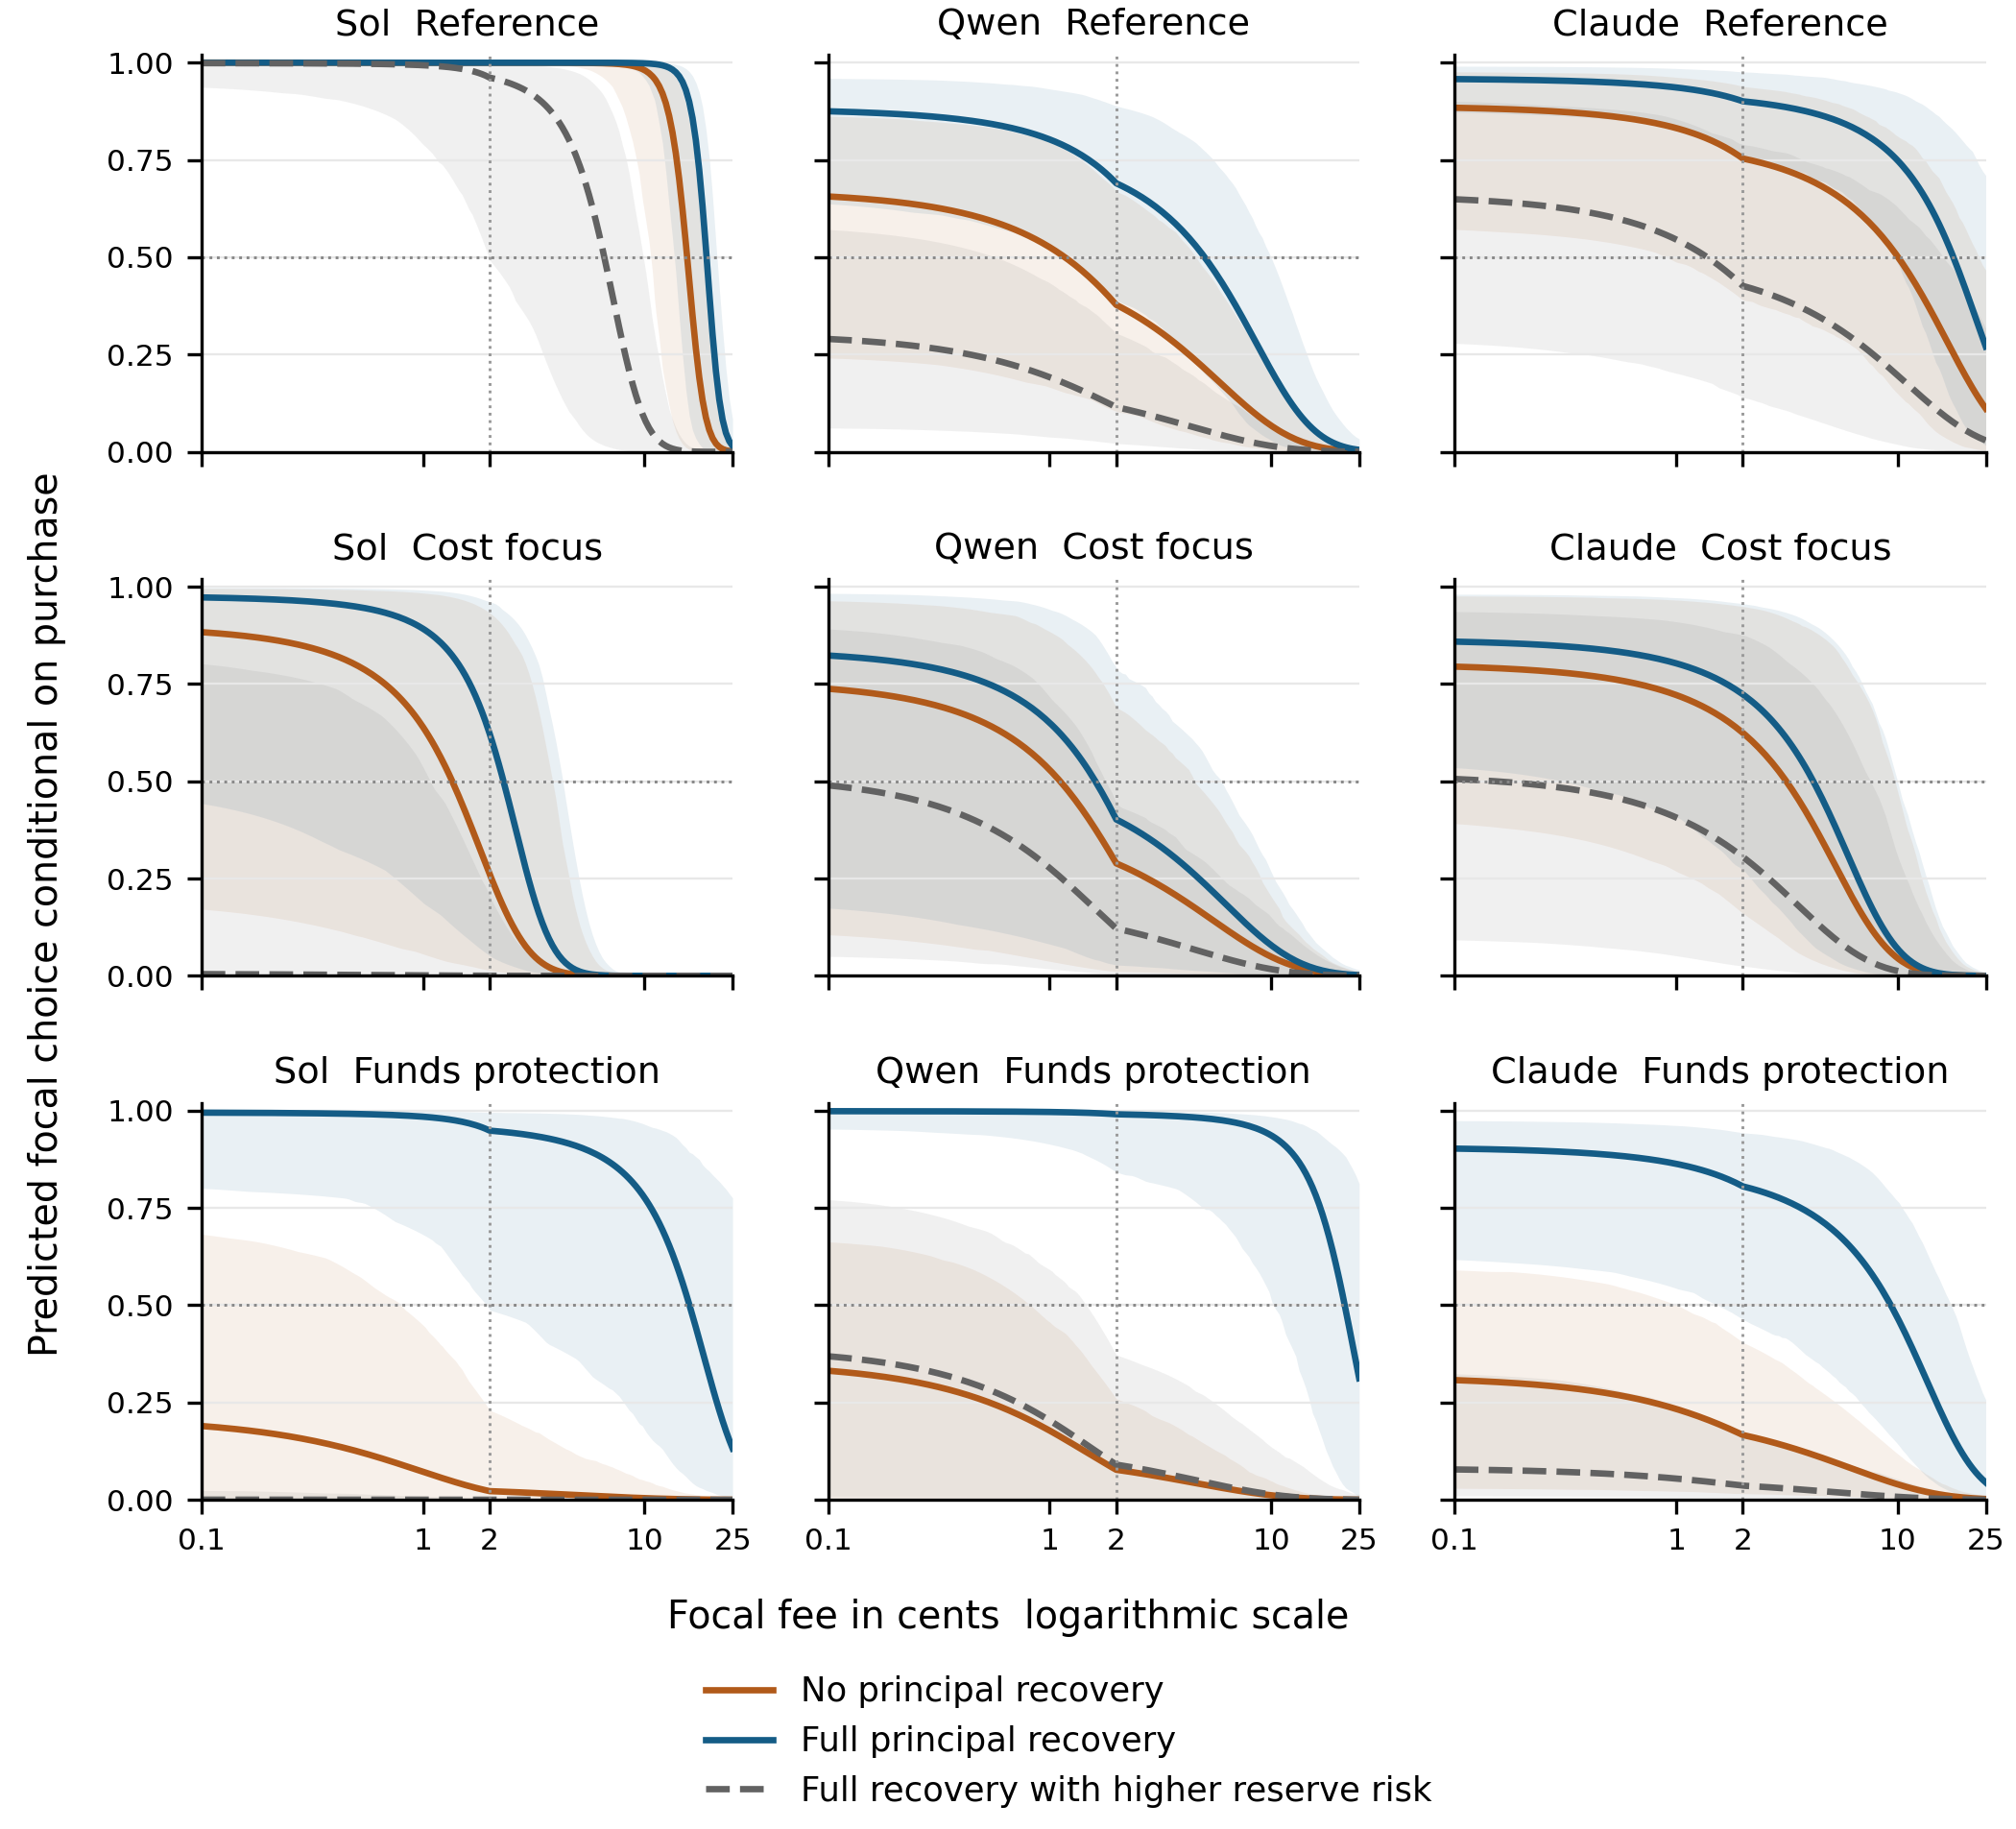 Sol  Reference
Qwen  Reference
Claude  Reference
1.00
0.75
0.50
0.25
0.00
Predicted focal choice conditional on purchase
Sol  Cost focus
Qwen  Cost focus
Claude  Cost focus
1.00
0.75
0.50
0.25
0.00
Sol  Funds protection
Qwen  Funds protection
Claude  Funds protection
1.00
0.75
0.50
0.25
0.00
0.1 1 2 10 25
0.1 1 2 10 25
0.1 1 2 10 25
Focal fee in cents  logarithmic scale
No principal recovery
Full principal recovery
Full recovery with higher reserve risk